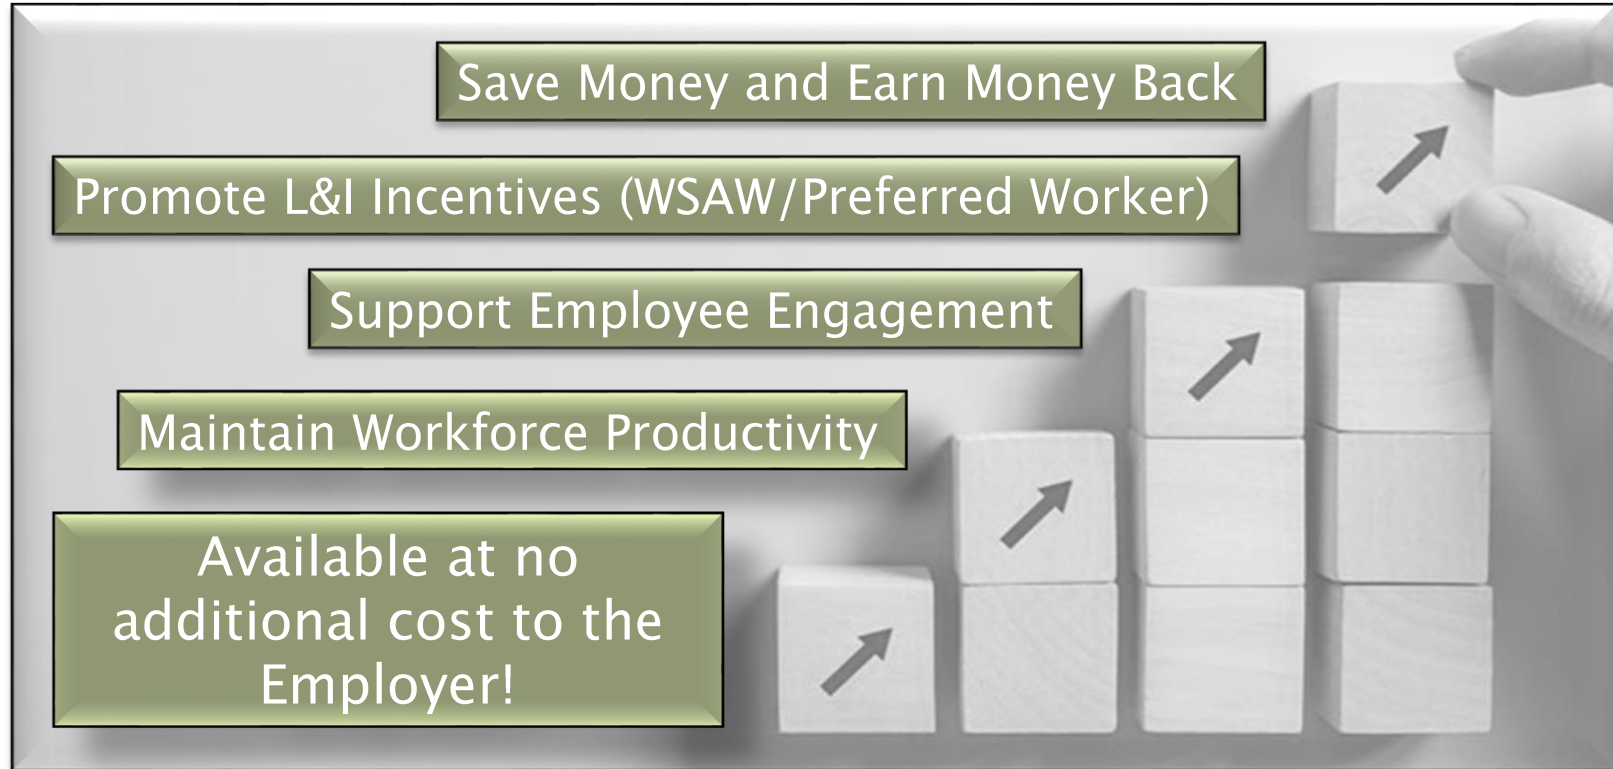 Save Money and Earn Money Back
Promote L&I Incentives (WSAW/Preferred Worker)
Support Employee Engagement
Maintain Workforce Productivity
Available at no
additional cost to the
Employer!